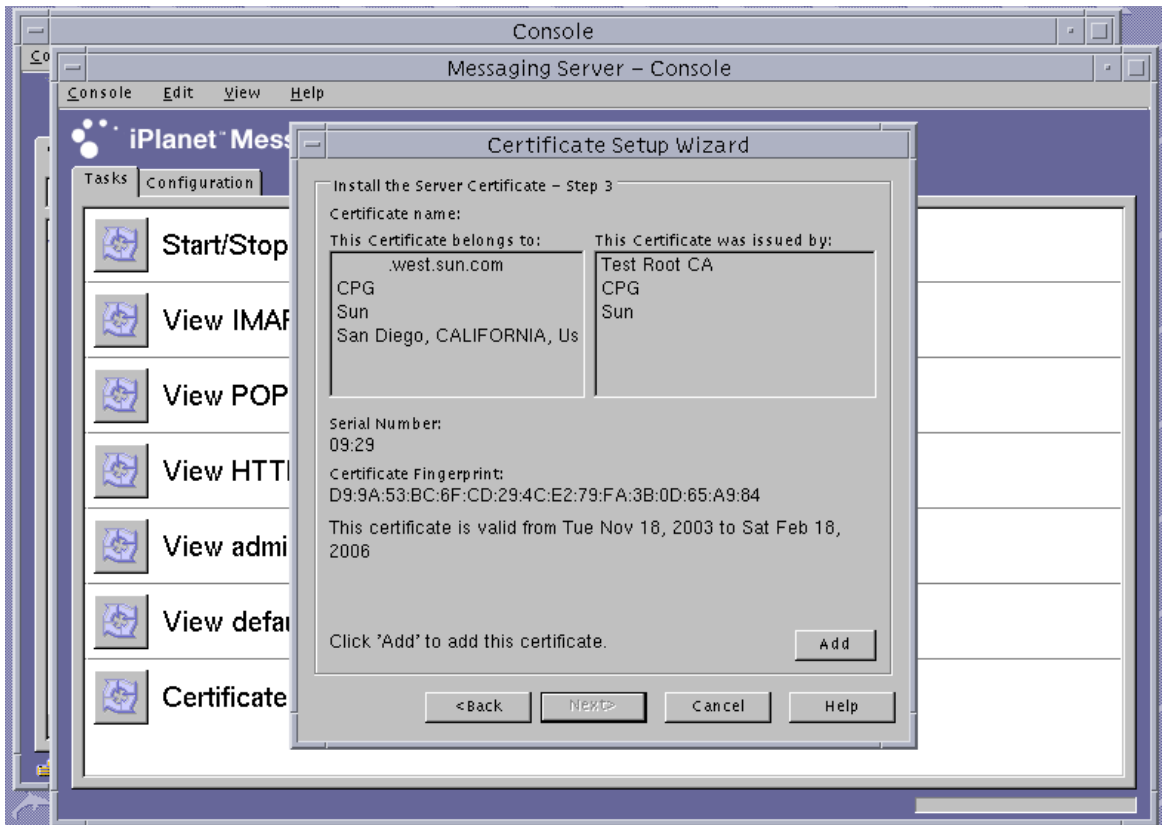 Console
Co
Messaging Server – Console
Console Edit View Help
iPlanet™ Mess
Tasks Configuration
Start/Stop
View IMAP
View POP
View HTTP
View admi
View defau
Certificate
Certificate Setup Wizard
Install the Server Certificate – Step 3
Certificate name:
This Certificate belongs to:
.west.sun.com
CPG
Sun
San Diego, CALIFORNIA, Us
This Certificate was issued by:
Test Root CA
CPG
Sun
Serial Number:
09:29
Certificate Fingerprint:
D9:9A:53:BC:6F:CD:29:4C:E2:79:FA:3B:0D:65:A9:84
This certificate is valid from Tue Nov 18, 2003 to Sat Feb 18,
2006
Click 'Add' to add this certificate.
Add
<Back Next> Cancel Help